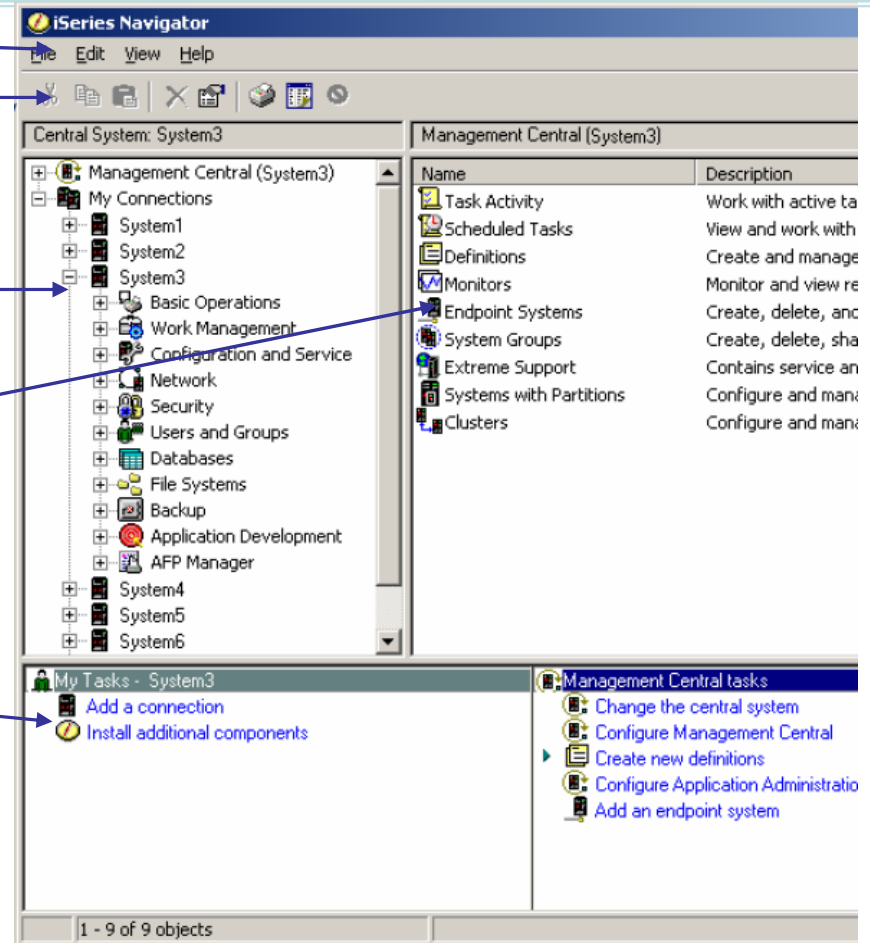 iSeries Navigator
File Edit View Help
Central System: System3
Management Central (System3)
Management Central (System3)
My Connections
System1
System2
System3
Basic Operations
Work Management
Configuration and Service
Network
Security
Users and Groups
Databases
File Systems
Backup
Application Development
AFP Manager
System4
System5
System6
Name Description
Task Activity Work with active ta
Scheduled Tasks View and work with
Definitions Create and manage
Monitors Monitor and view re
Endpoint Systems Create, delete, and
System Groups Create, delete, sha
Extreme Support Contains service an
Systems with Partitions Configure and mana
Clusters Configure and mana
My Tasks - System3
Add a connection
Install additional components
Management Central tasks
Change the central system
Configure Management Central
Create new definitions
Configure Application Administratio
Add an endpoint system
1 - 9 of 9 objects